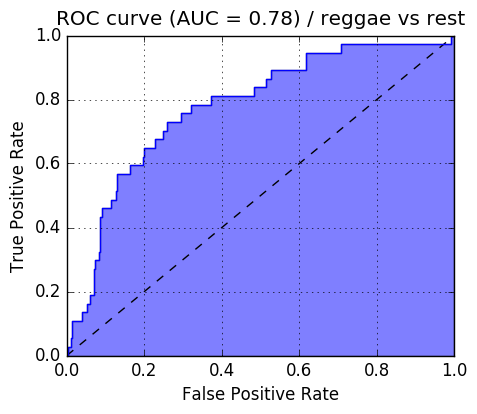 ROC curve (AUC = 0.78) / reggae vs rest
1.0
0.8
0.6
0.4
0.2
0.0
True Positive Rate
0.0 0.2 0.4 0.6 0.8 1.0
False Positive Rate